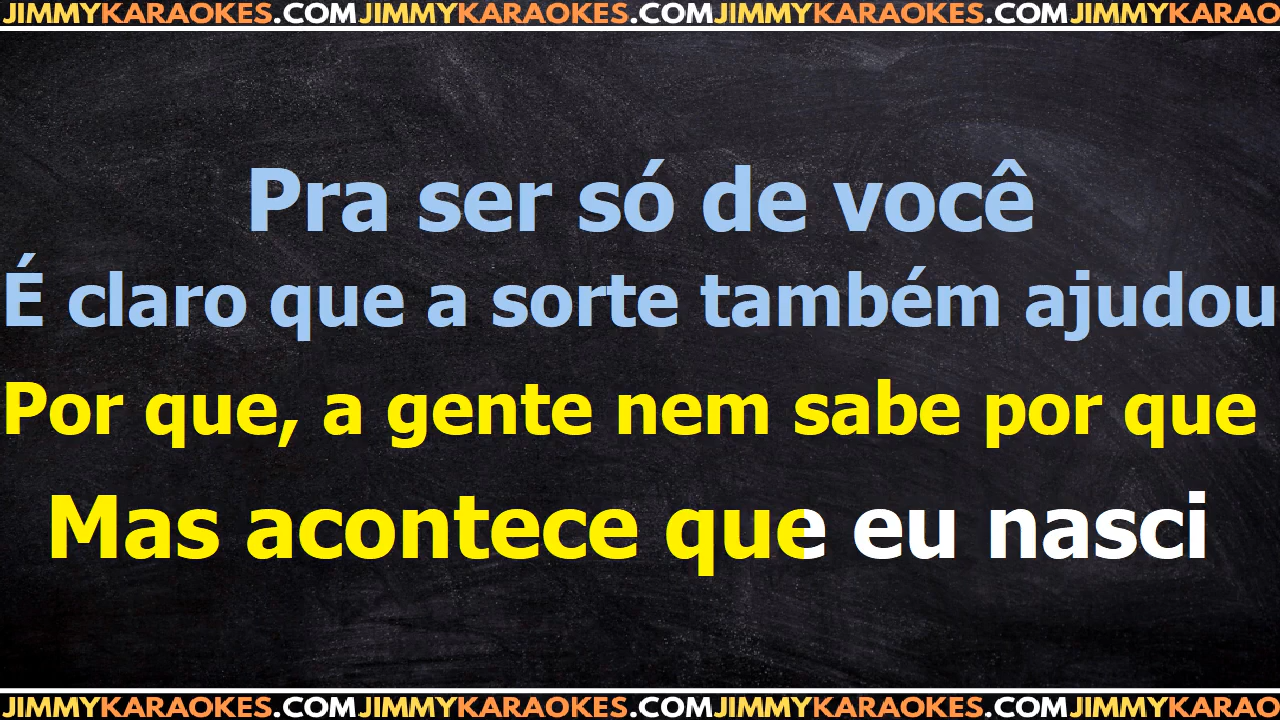 JIMMYKARAOKES.COMJIMMYKARAOKES.COMJIMMYKARAOKES.COMJIMMYKARAO
Pra ser só de você
É claro que a sorte também ajudou
Por que, a gente nem sabe por que
Mas acontece que eu nasci
JIMMYKARAOKES.COMJIMMYKARAOKES.COMJIMMYKARAOKES.COMJIMMYKARAO